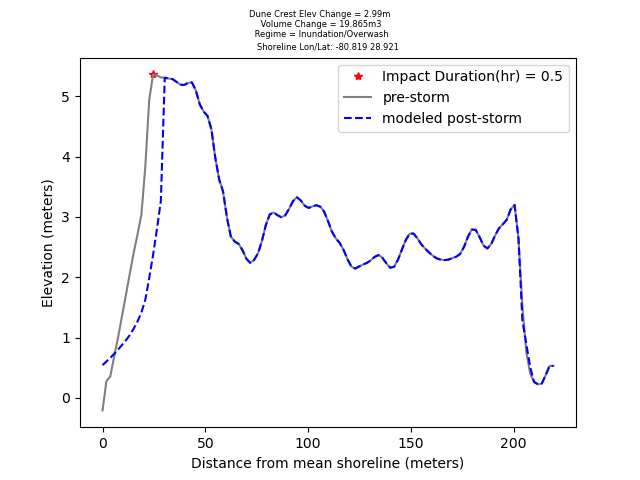 Dune Crest Elev Change = 2.99m
Volume Change = 19.865m3
Regime = Inundation/Overwash
Shoreline Lon/Lat: -80.819 28.921
Impact Duration(hr) = 0.5
pre-storm
modeled post-storm
Elevation (meters)
5
4
3
2
1
0
0 50 100 150 200
Distance from mean shoreline (meters)